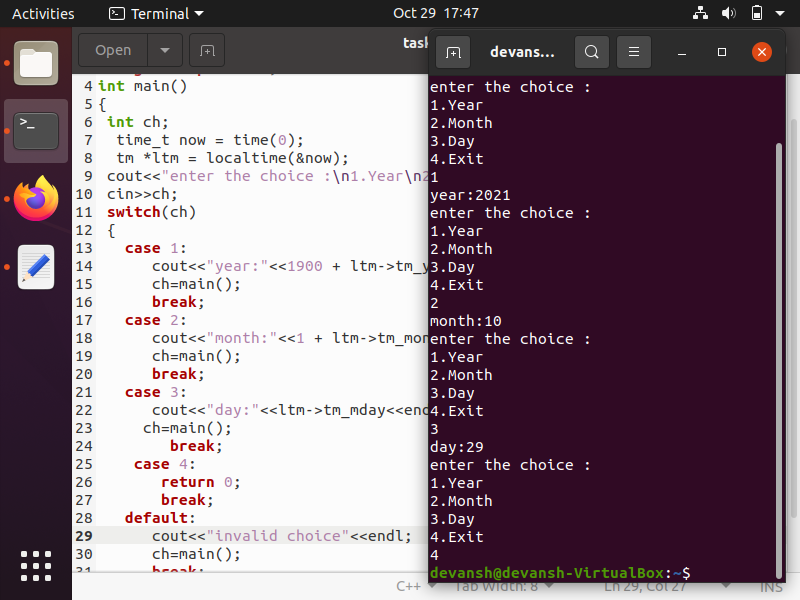 Activities
Terminal
Oct 29 17:47
Open
task
4 int main()
5 {
6 int ch;
7 time_t now = time(0);
8 tm *ltm = localtime(&now);
9 cout<<"enter the choice :\n1.Year\n2
10 cin>>ch;
11 switch(ch)
12 {
13 case 1:
14 cout<<"year:"<<1900 + ltm->tm_y
15 ch=main();
16 break;
17 case 2:
18 cout<<"month:"<<1 + ltm->tm_mon
19 ch=main();
20 break;
21 case 3:
22 cout<<"day:"<<ltm->tm_mday<<end
23 ch=main();
24 break;
25 case 4:
26 return 0;
27 break;
28 default:
29 cout<<"invalid choice"<<endl;
30 ch=main();
31 break;
C++
Tab Width: 8
Ln 29, Col 27
INS
devans...
enter the choice :
1.Year
2.Month
3.Day
4.Exit
1
year:2021
enter the choice :
1.Year
2.Month
3.Day
4.Exit
2
month:10
enter the choice :
1.Year
2.Month
3.Day
4.Exit
3
day:29
enter the choice :
1.Year
2.Month
3.Day
4.Exit
4
devansh@devansh-VirtualBox:~$